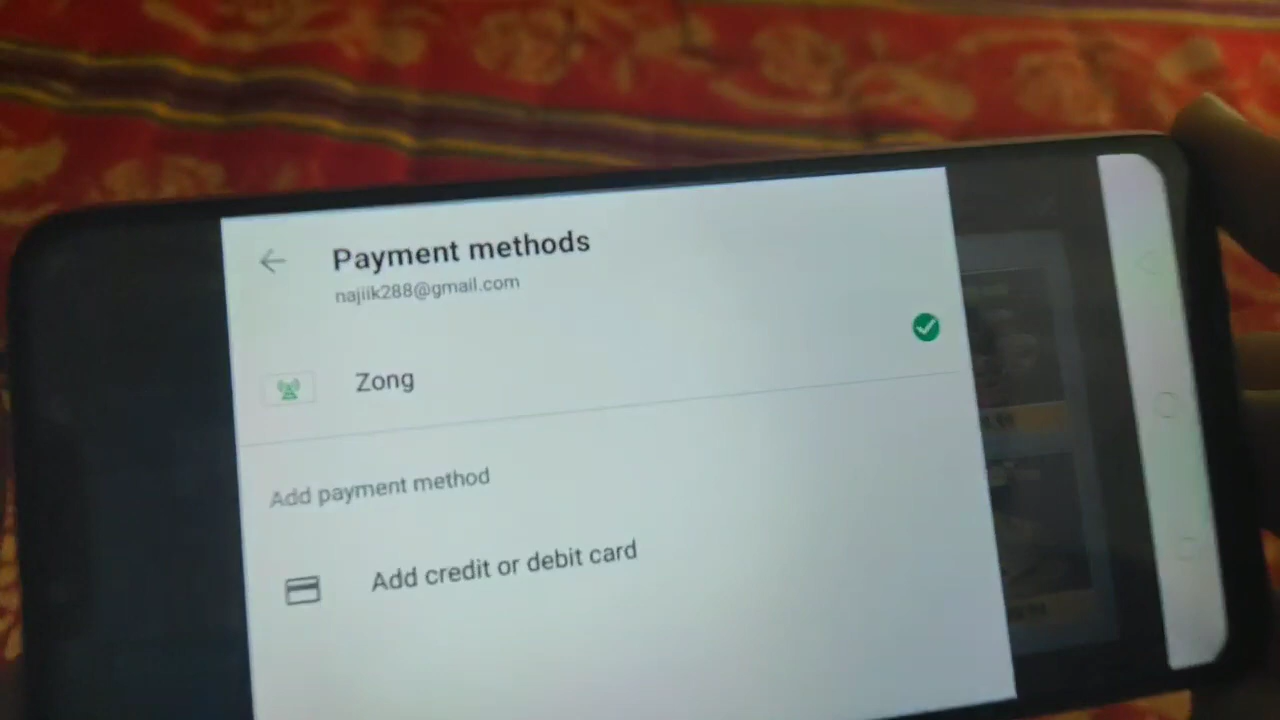 Payment methods
najiik288@gmail.com
Zong
Add payment method
Add credit or debit card